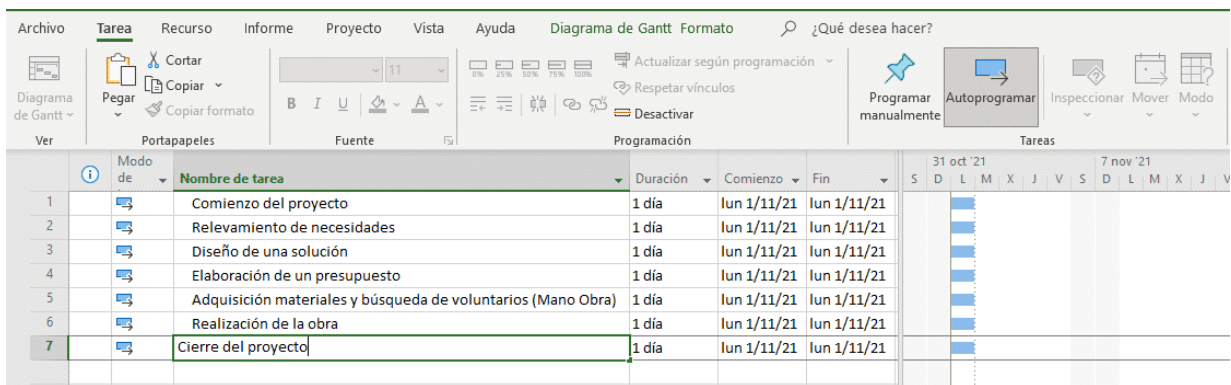 Archivo Tarea Recurso Informe Proyecto Vista Ayuda Diagrama de Gantt Formato ¿Qué desea hacer?
Diagrama de Gantt
Ver
Pegar
Cortar
Copiar
Copiar formato
Portapapeles
11
N K S
Fuente
0% 25% 50% 75% 100%
Actualizar según programación
Respetar vínculos
Desactivar
Programación
Programar manualmente
Autoprogramar
Inspeccionar
Mover
Modo
Tareas
Modo de Nombre de tarea Duración Comienzo Fin
31 oct '21 7 nov '21
S D L M X J V S D L M X J V
1 Comienzo del proyecto 1 día lun 1/11/21 lun 1/11/21
2 Relevamiento de necesidades 1 día lun 1/11/21 lun 1/11/21
3 Diseño de una solución 1 día lun 1/11/21 lun 1/11/21
4 Elaboración de un presupuesto 1 día lun 1/11/21 lun 1/11/21
5 Adquisición materiales y búsqueda de voluntarios (Mano Obra) 1 día lun 1/11/21 lun 1/11/21
6 Realización de la obra 1 día lun 1/11/21 lun 1/11/21
7 Cierre del proyecto 1 día lun 1/11/21 lun 1/11/21